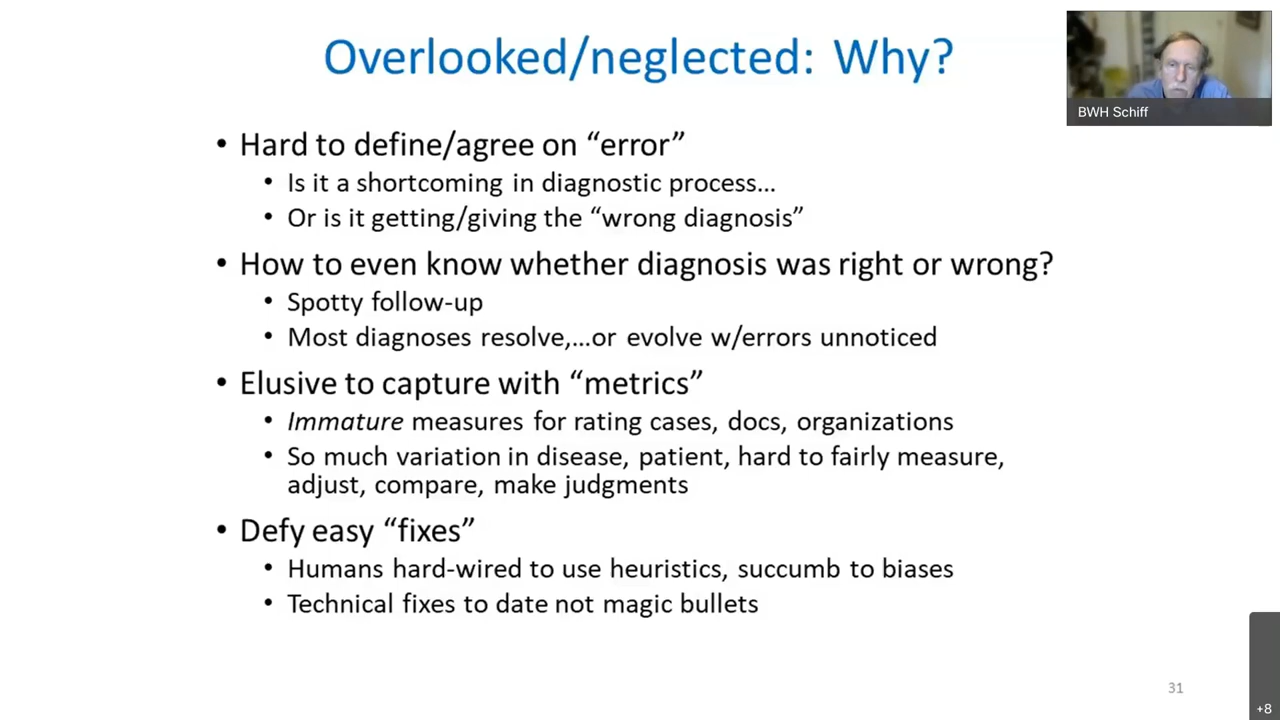 Overlooked/neglected: Why?
BWH Schiff
• Hard to define/agree on “error”
• Is it a shortcoming in diagnostic process…
• Or is it getting/giving the “wrong diagnosis”
• How to even know whether diagnosis was right or wrong?
• Spotty follow-up
• Most diagnoses resolve,…or evolve w/errors unnoticed
• Elusive to capture with “metrics”
• Immature measures for rating cases, docs, organizations
• So much variation in disease, patient, hard to fairly measure,
adjust, compare, make judgments
• Defy easy “fixes”
• Humans hard-wired to use heuristics, succumb to biases
• Technical fixes to date not magic bullets
31
+8